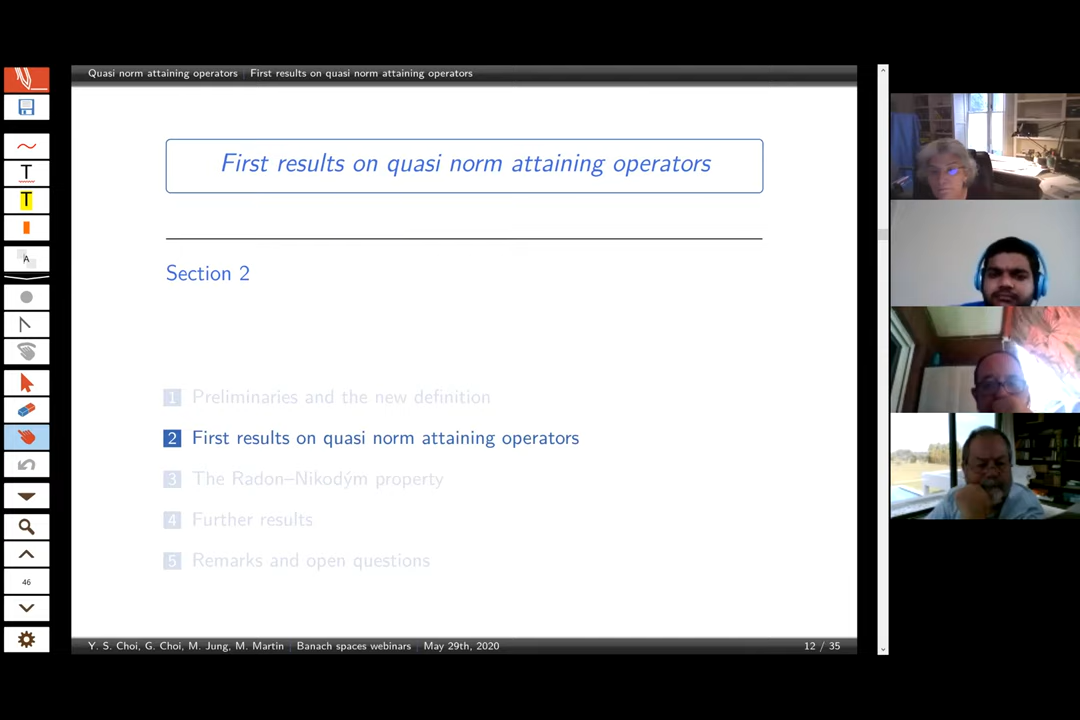 Quasi norm attaining operators First results on quasi norm attaining operators
First results on quasi norm attaining operators
Section 2
1 Preliminaries and the new definition
2 First results on quasi norm attaining operators
3 The Radon–Nikodým property
4 Further results
5 Remarks and open questions
Y. S. Choi, G. Choi, M. Jung, M. Martin Banach spaces webinars May 29th, 2020 12 / 35
T
T
A
46